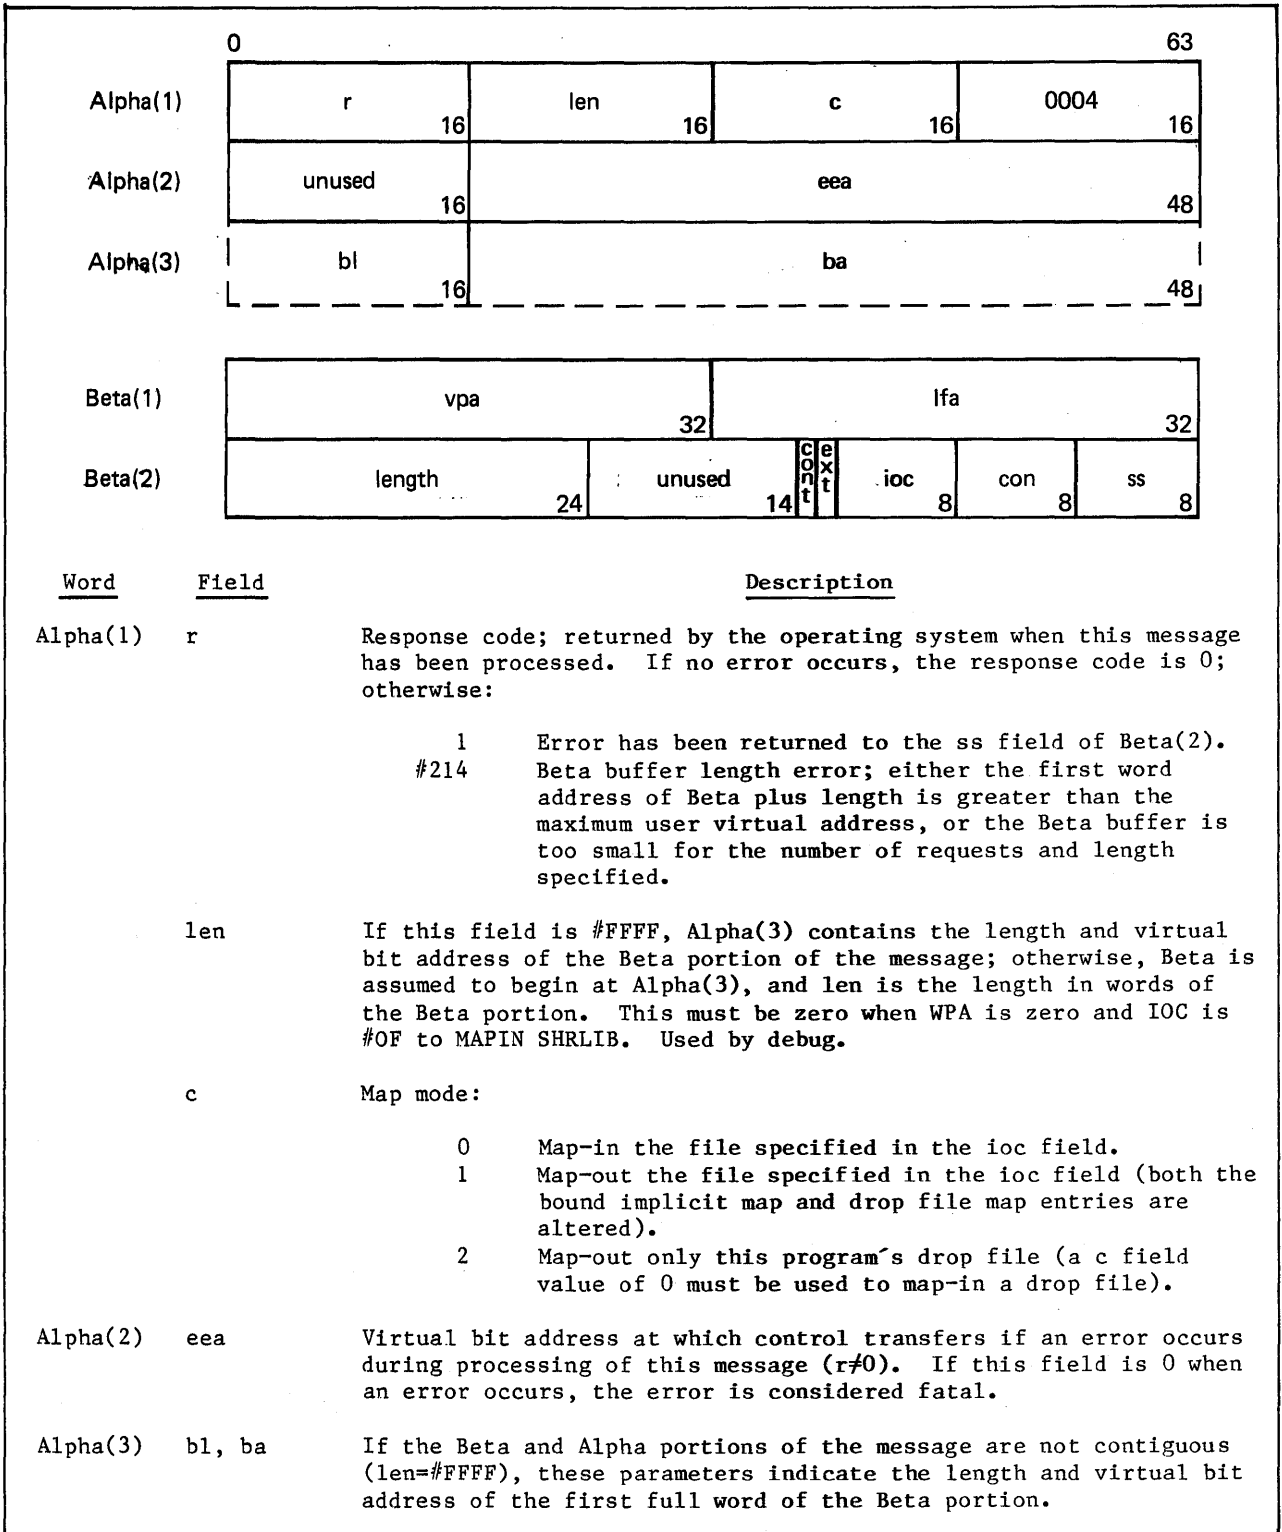 0 63
Alpha(1) r 16 len 16 c 16 0004 16
Alpha(2) unused 16 eea 48
Alpha(3) bl 16 ba 48
Beta(1) vpa 32 lfa 32
Beta(2) length 24 unused 14 cont ext ioc 8 con 8 ss 8
Word Field Description
Alpha(1) r Response code; returned by the operating system when this message
has been processed. If no error occurs, the response code is 0;
otherwise:
1 Error has been returned to the ss field of Beta(2).
#214 Beta buffer length error; either the first word
address of Beta plus length is greater than the
maximum user virtual address, or the Beta buffer is
too small for the number of requests and length
specified.
len If this field is #FFFF, Alpha(3) contains the length and virtual
bit address of the Beta portion of the message; otherwise, Beta is
assumed to begin at Alpha(3), and len is the length in words of
the Beta portion. This must be zero when WPA is zero and IOC is
#OF to MAPIN SHRLIB. Used by debug.
c Map mode:
0 Map-in the file specified in the ioc field.
1 Map-out the file specified in the ioc field (both the
bound implicit map and drop file map entries are
altered).
2 Map-out only this program's drop file (a c field
value of 0 must be used to map-in a drop file).
Alpha(2) eea Virtual bit address at which control transfers if an error occurs
during processing of this message (r≠0). If this field is 0 when
an error occurs, the error is considered fatal.
Alpha(3) bl, ba If the Beta and Alpha portions of the message are not contiguous
(len=#FFFF), these parameters indicate the length and virtual bit
address of the first full word of the Beta portion.